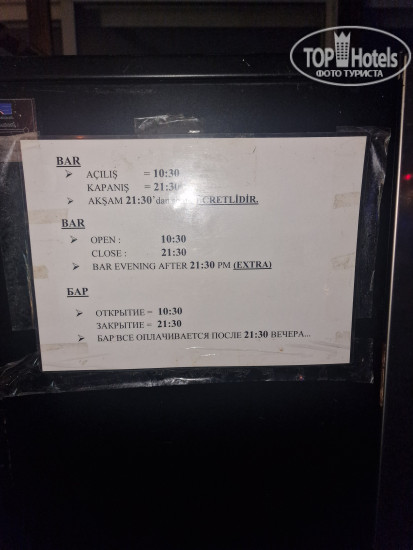 TOP Hotels
ФОТО ТУРИСТА
BAR
➤ AÇILIŞ = 10:30
KAPANIŞ = 21:30
➤ AKŞAM 21:30'dan
BAR
➤ OPEN : 10:30
CLOSE : 21:30
➤ BAR EVENING AFTER 21:30 PM (EXTRA)
БАР
➤ ОТКРЫТИЕ = 10:30
ЗАКРЫТИЕ = 21:30
➤ БАР ВСЕ ОПЛАЧИВАЕТСЯ ПОСЛЕ 21:30 ВЕЧЕРА...